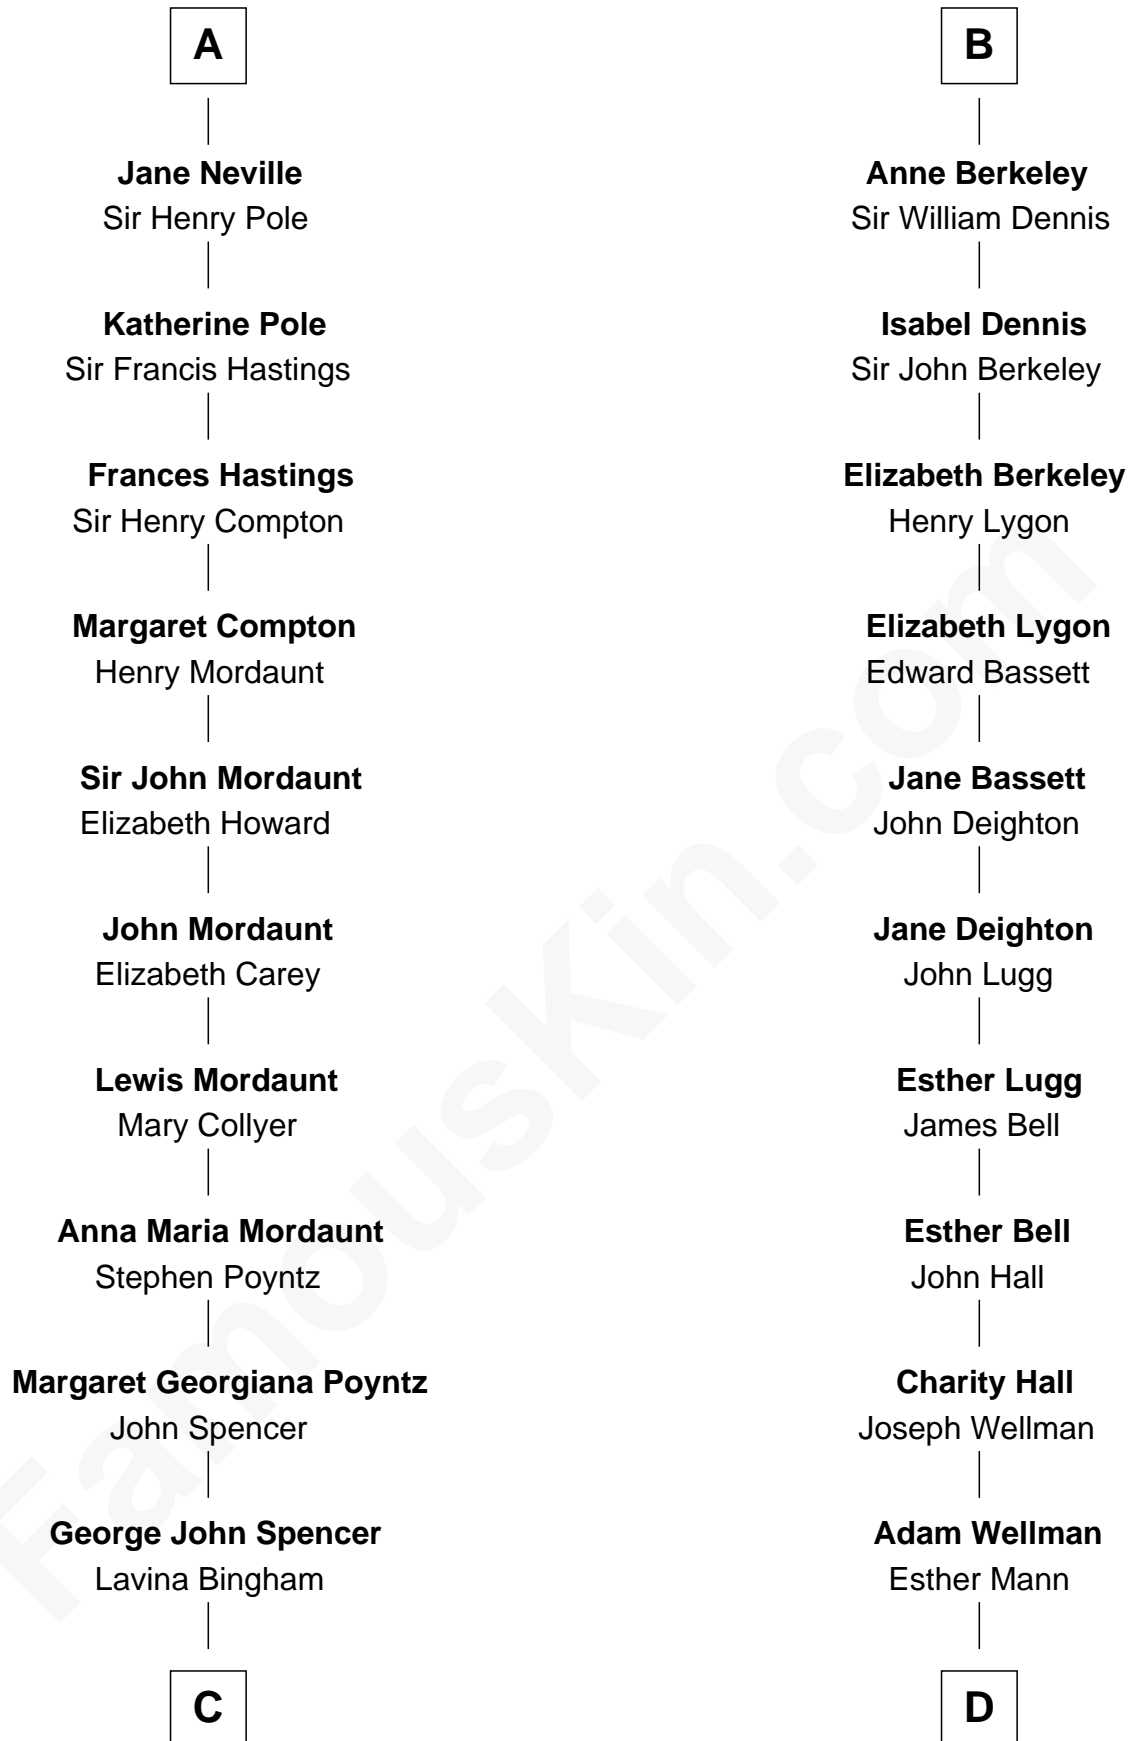 A
Jane Neville
Sir Henry Pole
Katherine Pole
Sir Francis Hastings
Frances Hastings
Sir Henry Compton
Margaret Compton
Henry Mordaunt
Sir John Mordaunt
Elizabeth Howard
John Mordaunt
Elizabeth Carey
Lewis Mordaunt
Mary Collyer
Anna Maria Mordaunt
Stephen Poyntz
Margaret Georgiana Poyntz
John Spencer
George John Spencer
Lavina Bingham
C
B
Anne Berkeley
Sir William Dennis
Isabel Dennis
Sir John Berkeley
Elizabeth Berkeley
Henry Lygon
Elizabeth Lygon
Edward Bassett
Jane Bassett
John Deighton
Jane Deighton
John Lugg
Esther Lugg
James Bell
Esther Bell
John Hall
Charity Hall
Joseph Wellman
Adam Wellman
Esther Mann
D
FamousKin.com